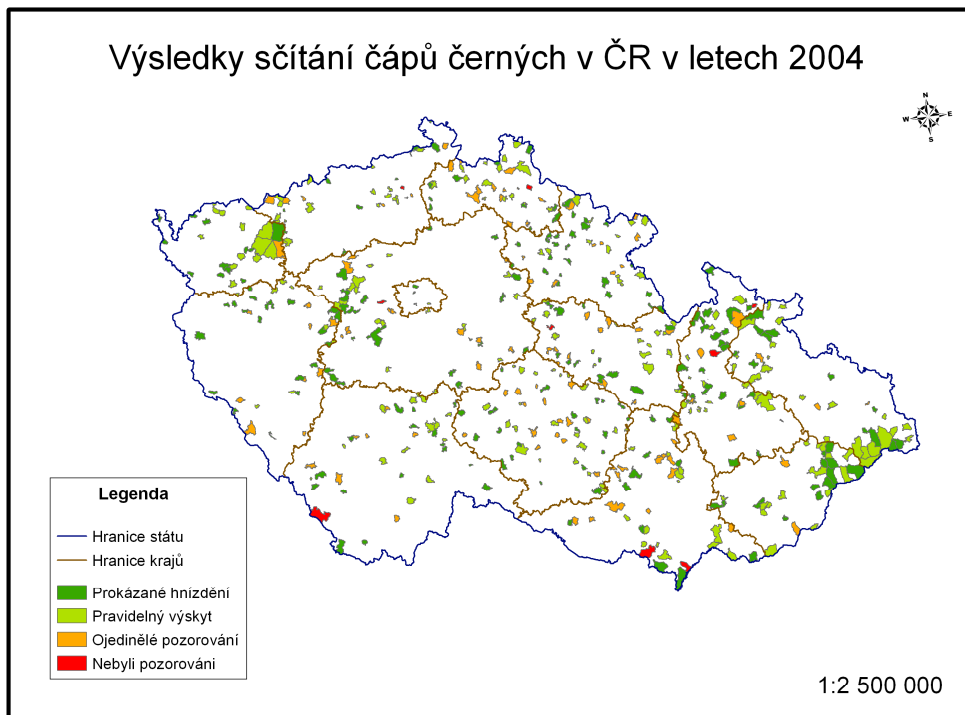 Výsledky sčítání čápů černých v ČR v letech 2004
N
W E
S
Legenda
Hranice státu
Hranice krajů
Prokázané hnízdění
Pravidelný výskyt
Ojedinělé pozorování
Nebyli pozorováni
1:2 500 000